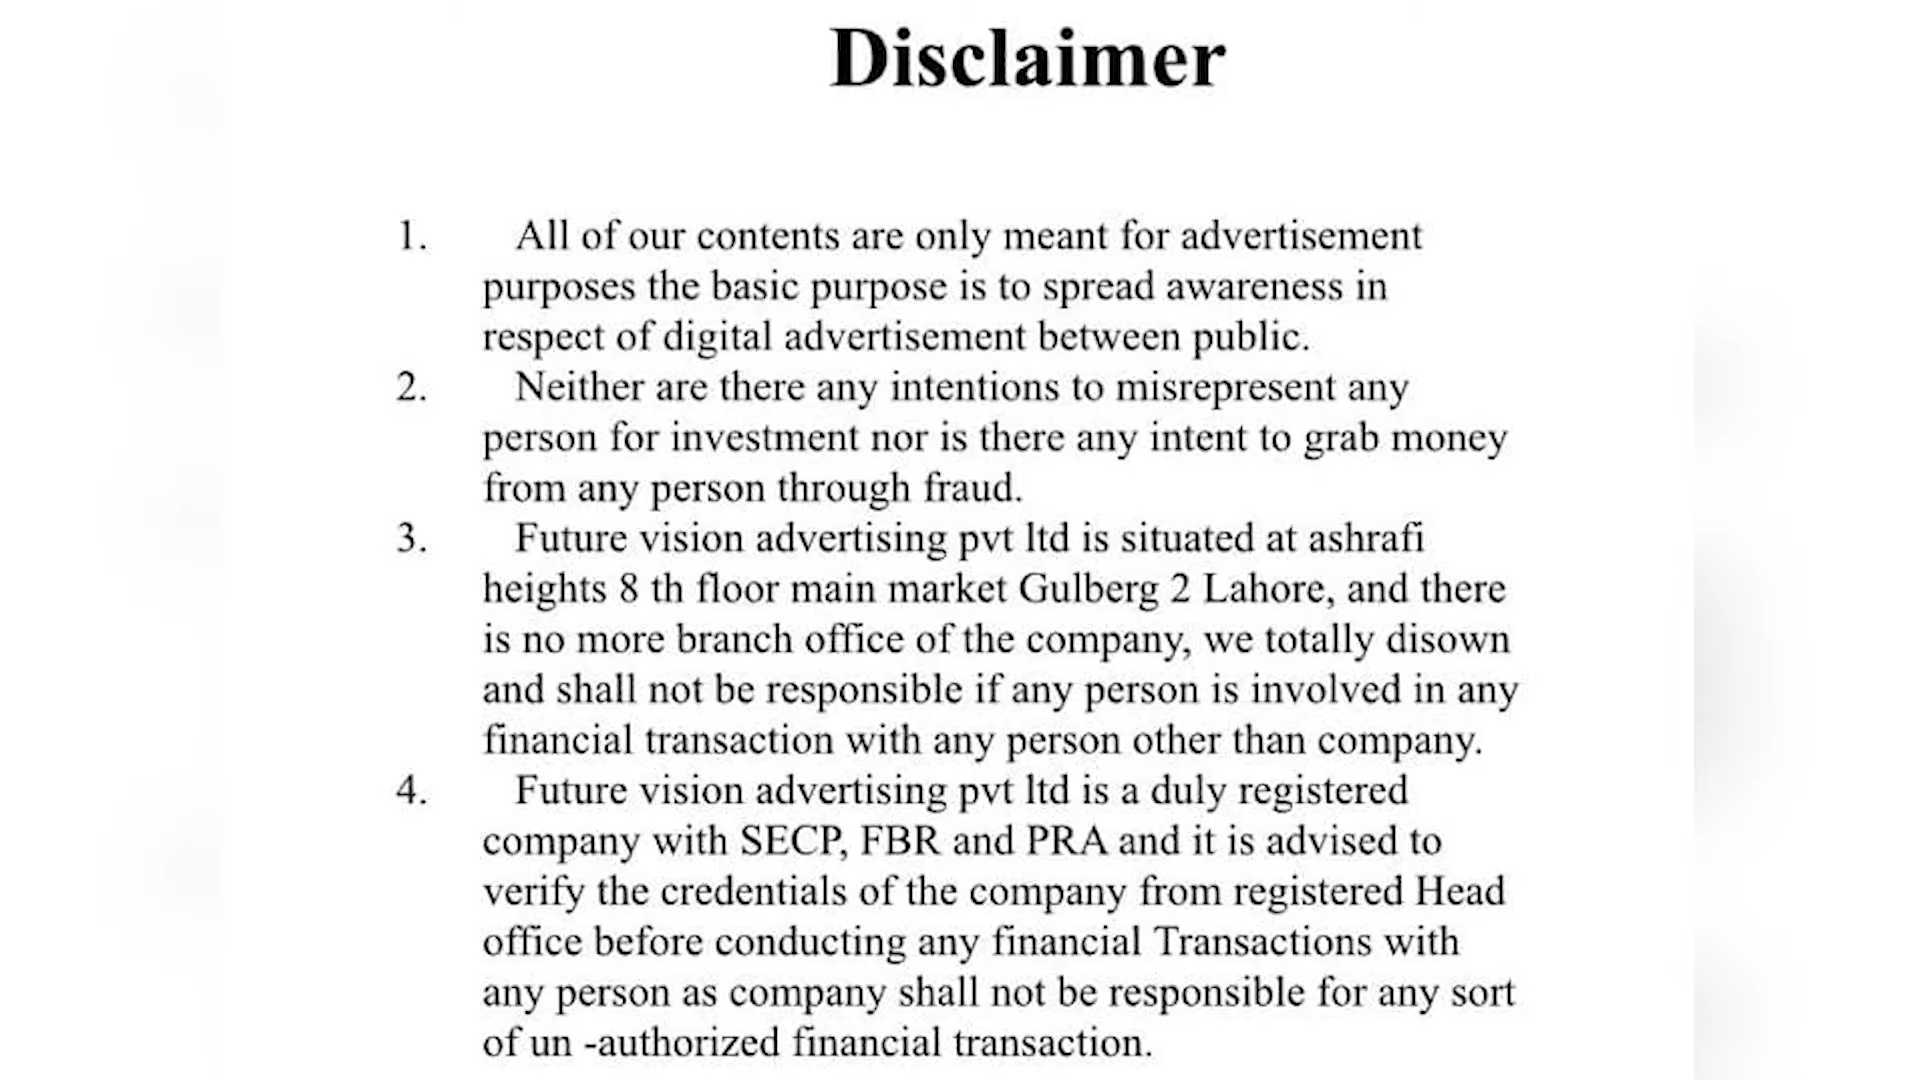 Disclaimer
1. All of our contents are only meant for advertisement
purposes the basic purpose is to spread awareness in
respect of digital advertisement between public.
2. Neither are there any intentions to misrepresent any
person for investment nor is there any intent to grab money
from any person through fraud.
3. Future vision advertising pvt ltd is situated at ashrafi
heights 8 th floor main market Gulberg 2 Lahore, and there
is no more branch office of the company, we totally disown
and shall not be responsible if any person is involved in any
financial transaction with any person other than company.
4. Future vision advertising pvt ltd is a duly registered
company with SECP, FBR and PRA and it is advised to
verify the credentials of the company from registered Head
office before conducting any financial Transactions with
any person as company shall not be responsible for any sort
of un -authorized financial transaction.